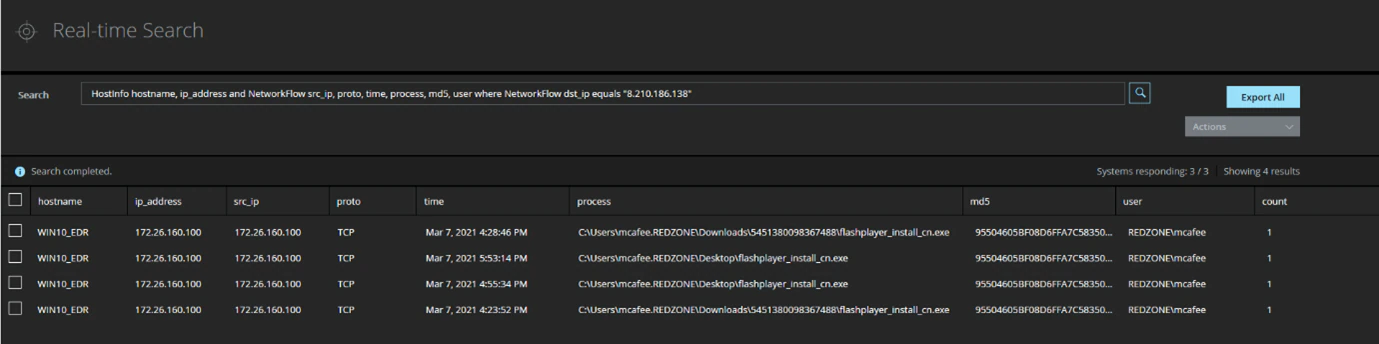 Real-time Search
Search HostInfo hostname, ip_address and NetworkFlow src_ip, proto, time, process, md5, user where NetworkFlow dst_ip equals "8.210.186.138" Export All
Actions
Search completed. Systems responding: 3 / 3 Showing 4 results
hostname ip_address src_ip proto time process md5 user count
WIN10_EDR 172.26.160.100 172.26.160.100 TCP Mar 7, 2021 4:28:46 PM C:\Users\mcafee.REDZONE\Downloads\5451380098367488\flashplayer_install_cn.exe 95504605BF08D6FFA7C58350... REDZONE\mcafee 1
WIN10_EDR 172.26.160.100 172.26.160.100 TCP Mar 7, 2021 5:53:14 PM C:\Users\mcafee.REDZONE\Desktop\flashplayer_install_cn.exe 95504605BF08D6FFA7C58350... REDZONE\mcafee 1
WIN10_EDR 172.26.160.100 172.26.160.100 TCP Mar 7, 2021 4:55:34 PM C:\Users\mcafee.REDZONE\Desktop\flashplayer_install_cn.exe 95504605BF08D6FFA7C58350... REDZONE\mcafee 1
WIN10_EDR 172.26.160.100 172.26.160.100 TCP Mar 7, 2021 4:23:52 PM C:\Users\mcafee.REDZONE\Downloads\5451380098367488\flashplayer_install_cn.exe 95504605BF08D6FFA7C58350... REDZONE\mcafee 1